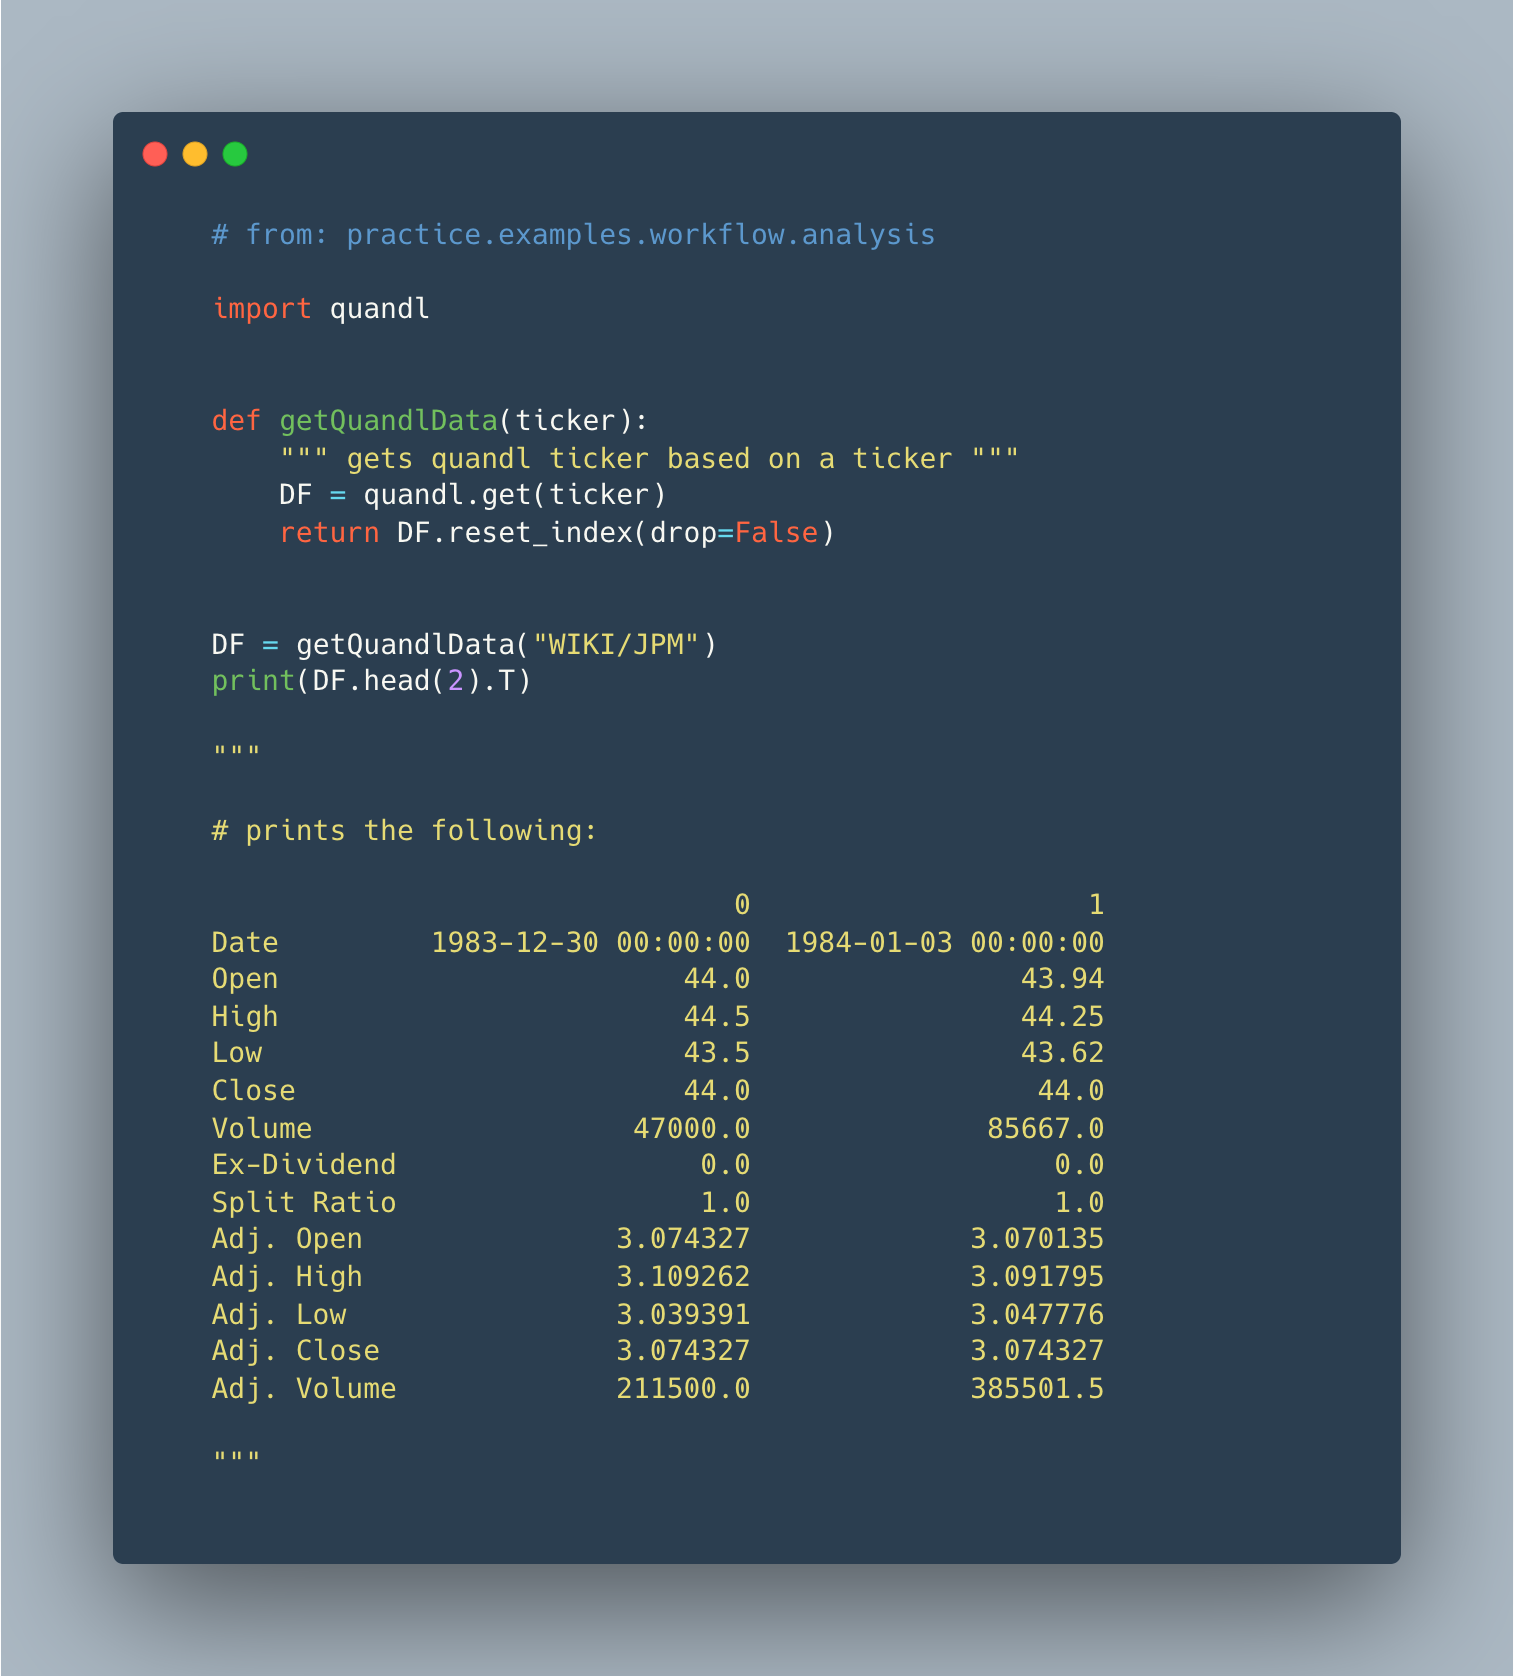 # from: practice.examples.workflow.analysis
import quandl
def getQuandlData(ticker):
    """ gets quandl ticker based on a ticker """
    DF = quandl.get(ticker)
    return DF.reset_index(drop=False)
DF = getQuandlData("WIKI/JPM")
print(DF.head(2).T)
"""
# prints the following:
                               0                    1
Date         1983-12-30 00:00:00  1984-01-03 00:00:00
Open                        44.0                43.94
High                        44.5                44.25
Low                         43.5                43.62
Close                       44.0                 44.0
Volume                   47000.0              85667.0
Ex-Dividend                  0.0                  0.0
Split Ratio                  1.0                  1.0
Adj. Open               3.074327             3.070135
Adj. High               3.109262             3.091795
Adj. Low                3.039391             3.047776
Adj. Close              3.074327             3.074327
Adj. Volume             211500.0             385501.5
"""